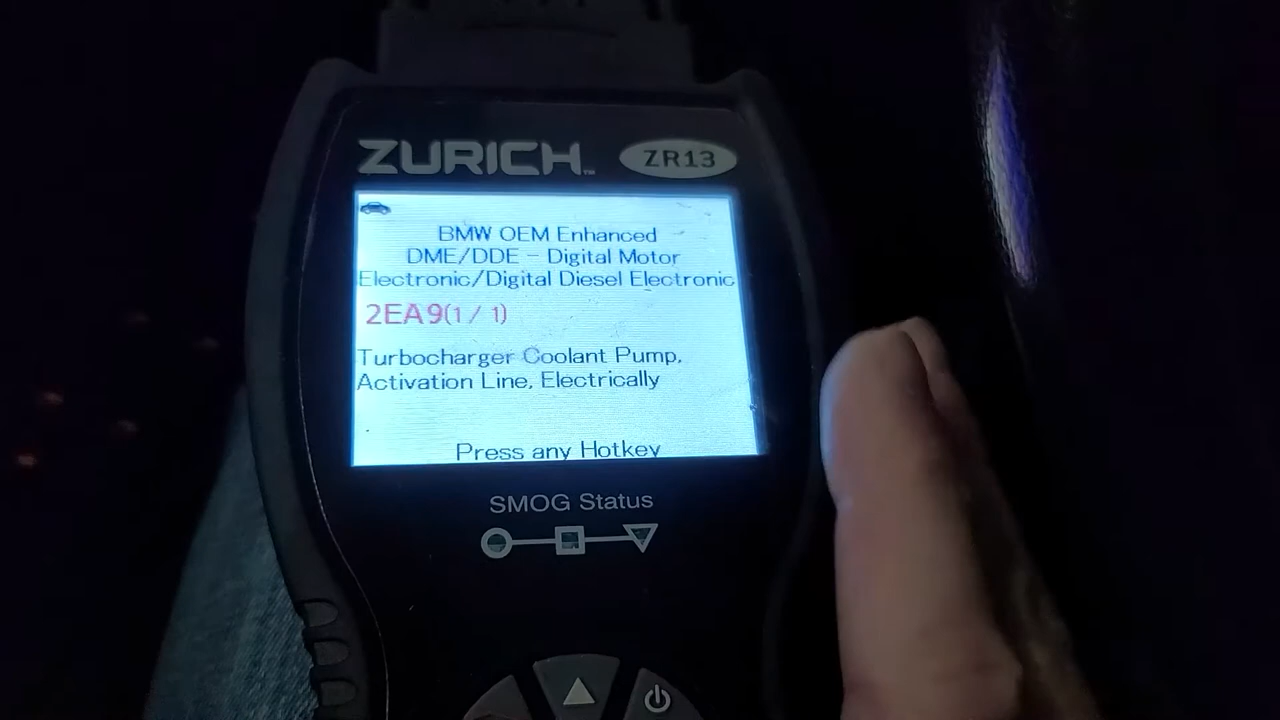 ZURICH™ ZR13
BMW OEM Enhanced
DME/DDE - Digital Motor
Electronic/Digital Diesel Electronic
2EA9(1 / 1)
Turbocharger Coolant Pump,
Activation Line, Electrically
Press any Hotkey
SMOG Status